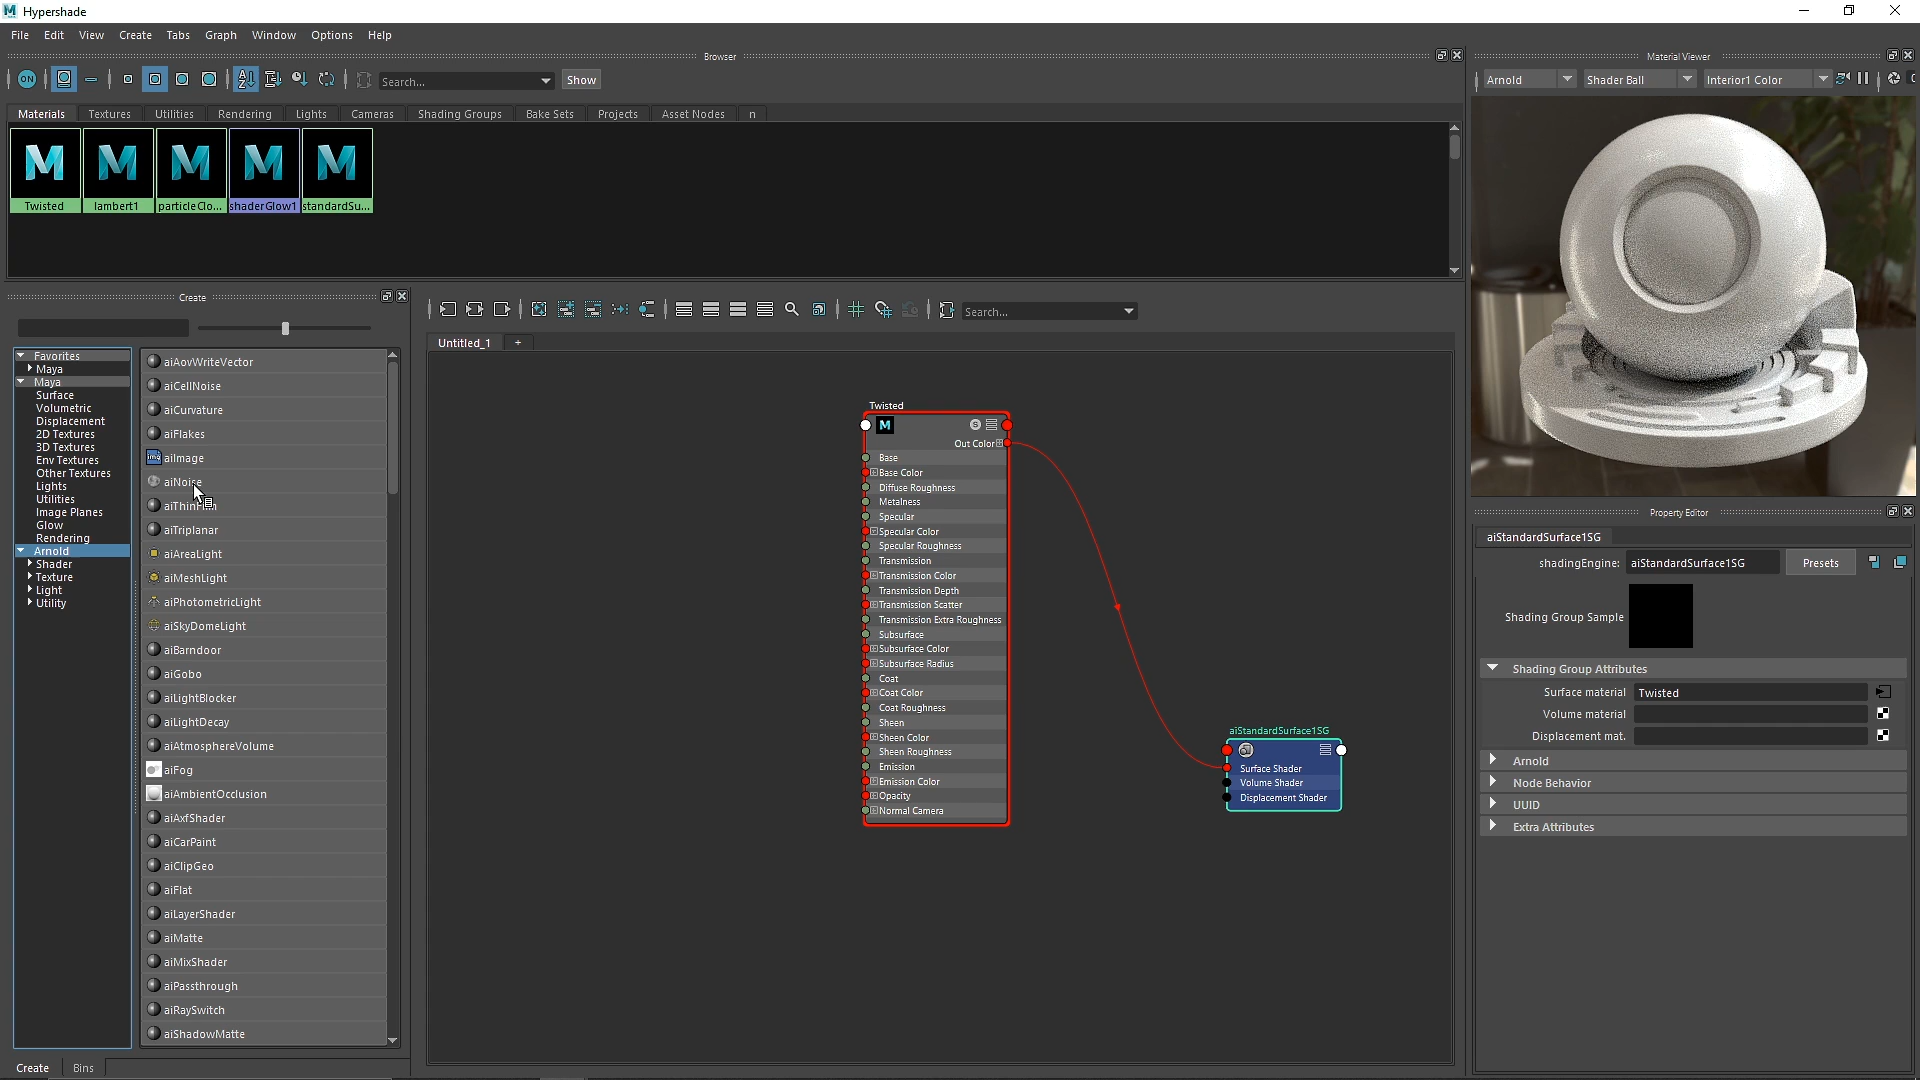 Hypershade
File Edit View Create Tabs Graph Window Options Help
Browser
ON Search... Show
Materials Textures Utilities Rendering Lights Cameras Shading Groups Bake Sets Projects Asset Nodes n
Twisted lambert1 particleClo... shaderGlow1 standardSu...
Create
Favorites
Maya
Maya
Surface
Volumetric
Displacement
2D Textures
3D Textures
Env Textures
Other Textures
Lights
Utilities
Image Planes
Glow
Rendering
Arnold
Shader
Texture
Light
Utility
aiAovWriteVector
aiCellNoise
aiCurvature
aiFlakes
aiImage
aiNoise
aiTriplanar
aiAreaLight
aiMeshLight
aiPhotometricLight
aiSkyDomeLight
aiBarndoor
aiGobo
aiLightBlocker
aiLightDecay
aiAtmosphereVolume
aiFog
aiAmbientOcclusion
aiAxfShader
aiCarPaint
aiClipGeo
aiFlat
aiLayerShader
aiMatte
aiMixShader
aiPassthrough
aiRaySwitch
aiShadowMatte
Create Bins
Search...
Untitled_1 +
Twisted
Out Color
Base
Base Color
Diffuse Roughness
Metalness
Specular
Specular Color
Specular Roughness
Transmission
Transmission Color
Transmission Depth
Transmission Scatter
Transmission Extra Roughness
Subsurface
Subsurface Color
Subsurface Radius
Coat
Coat Color
Coat Roughness
Sheen
Sheen Color
Sheen Roughness
Emission
Emission Color
Opacity
Normal Camera
aiStandardSurface1SG
Surface Shader
Volume Shader
Displacement Shader
Material Viewer
Arnold Shader Ball Interior1 Color
Property Editor
aiStandardSurface1SG
shadingEngine: aiStandardSurface1SG Presets
Shading Group Sample
Shading Group Attributes
Surface material Twisted
Volume material
Displacement mat.
Arnold
Node Behavior
UUID
Extra Attributes